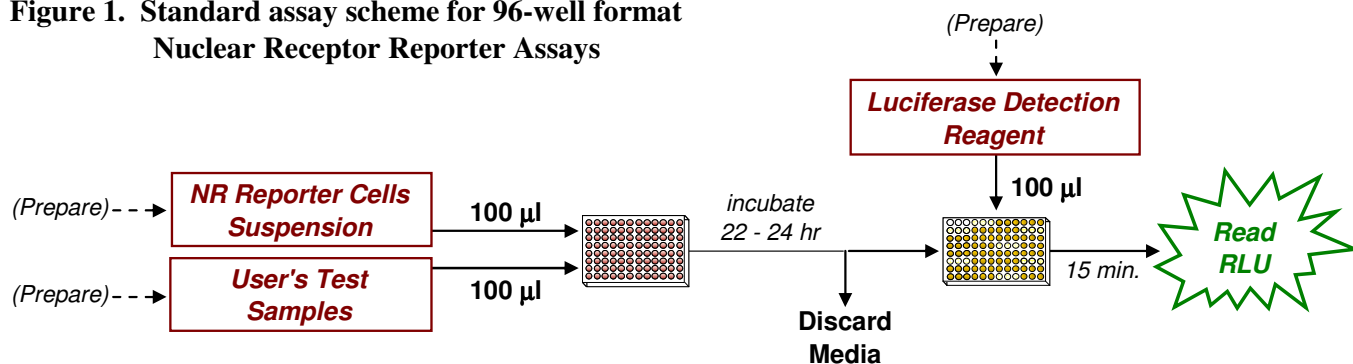 Figure 1. Standard assay scheme for 96-well format
Nuclear Receptor Reporter Assays
(Prepare)
Luciferase Detection
Reagent
100 µl
(Prepare)
NR Reporter Cells
Suspension
100 µl
(Prepare)
User's Test
Samples
100 µl
incubate
22 - 24 hr
Discard
Media
15 min.
Read
RLU